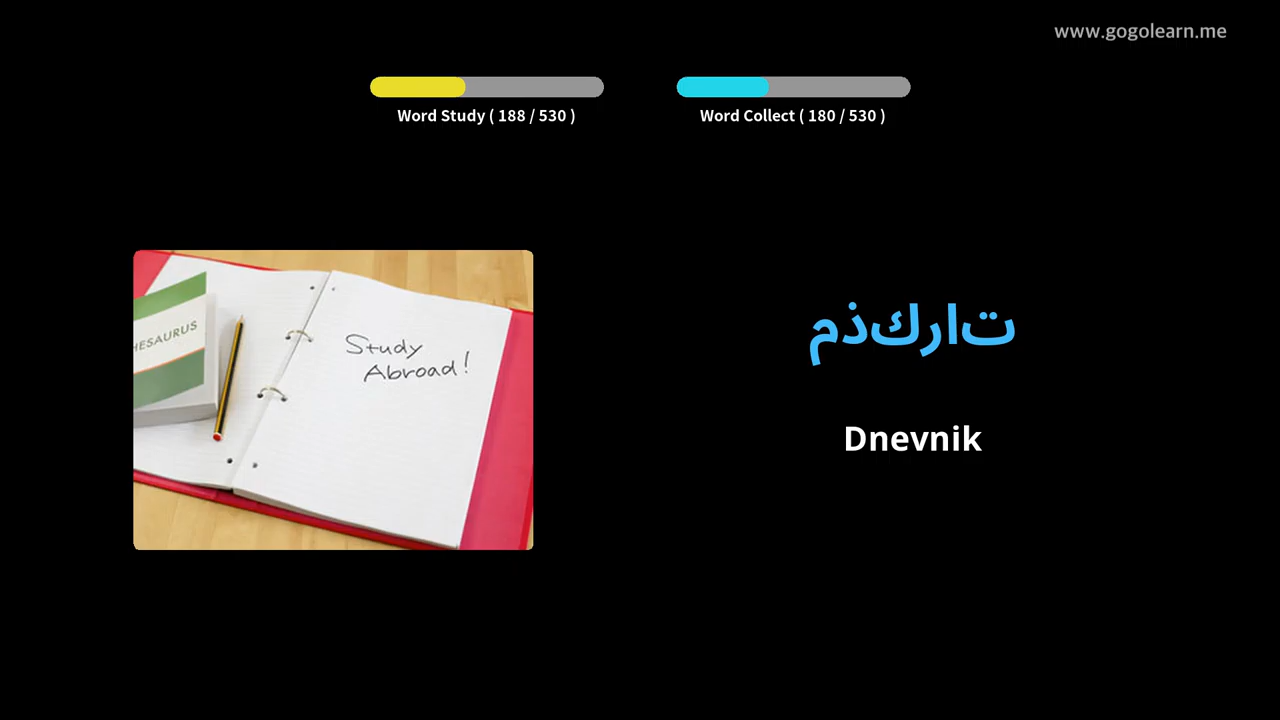 www.gogolearn.me
Word Study ( 188 / 530 )
Word Collect ( 180 / 530 )
HESAURUS
Study
Abroad!
مذكرات
Dnevnik